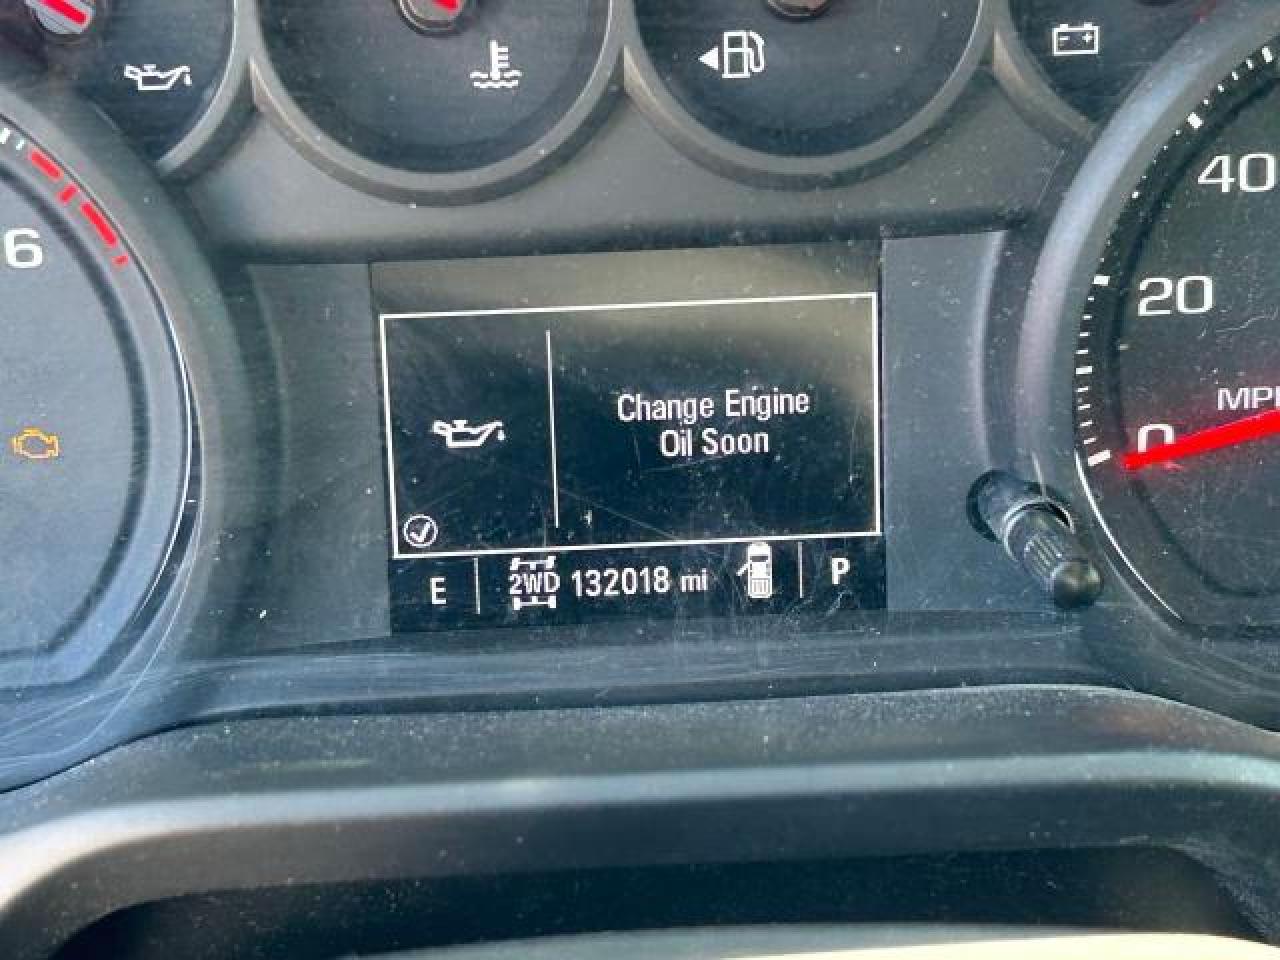 6
40
20
MPH
0
Change Engine
Oil Soon
E 2WD 132018 mi P